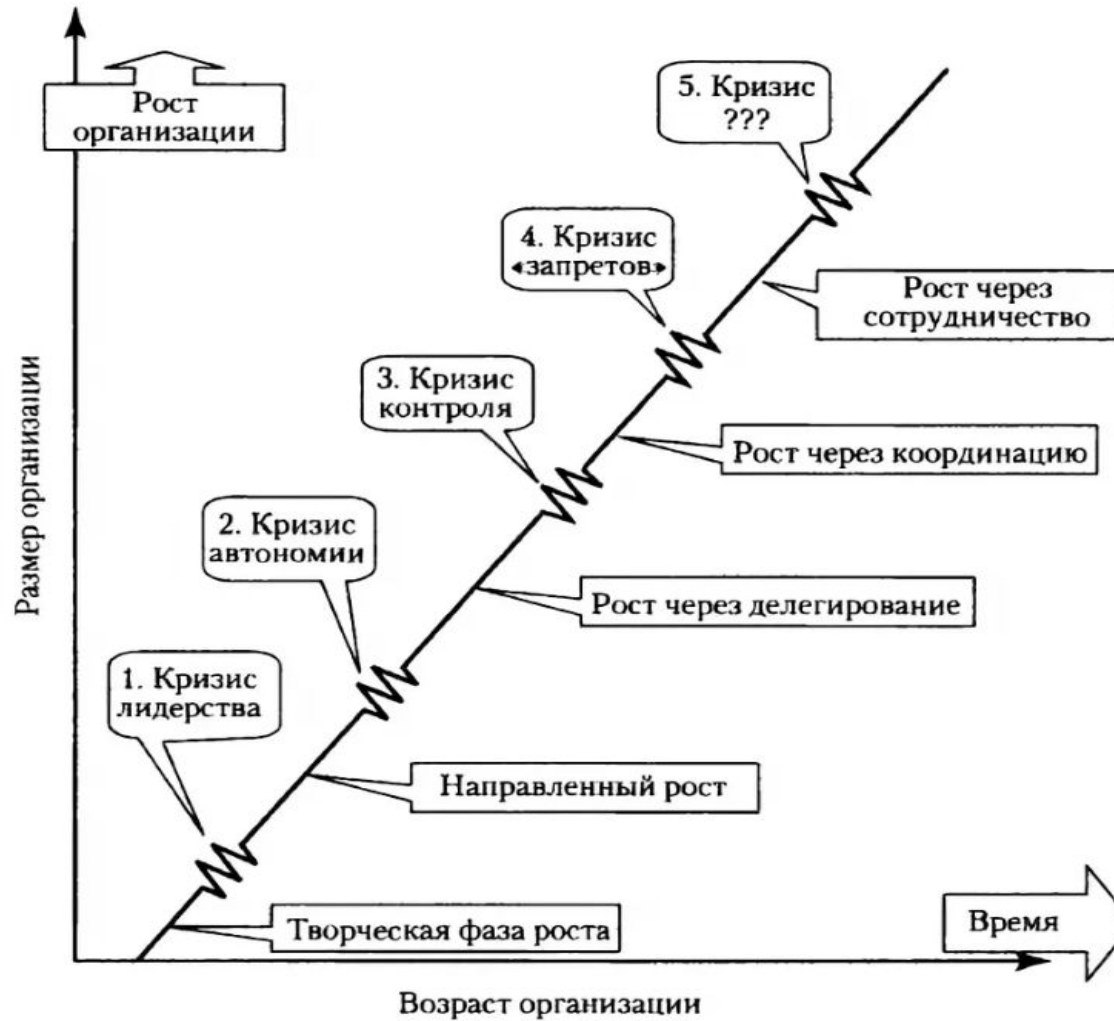 Рост
организации
5. Кризис
???
4. Кризис
«запретов»
Рост через
сотрудничество
3. Кризис
контроля
Рост через координацию
2. Кризис
автономии
Рост через делегирование
1. Кризис
лидерства
Направленный рост
Творческая фаза роста
Время
Размер организации
Возраст организации